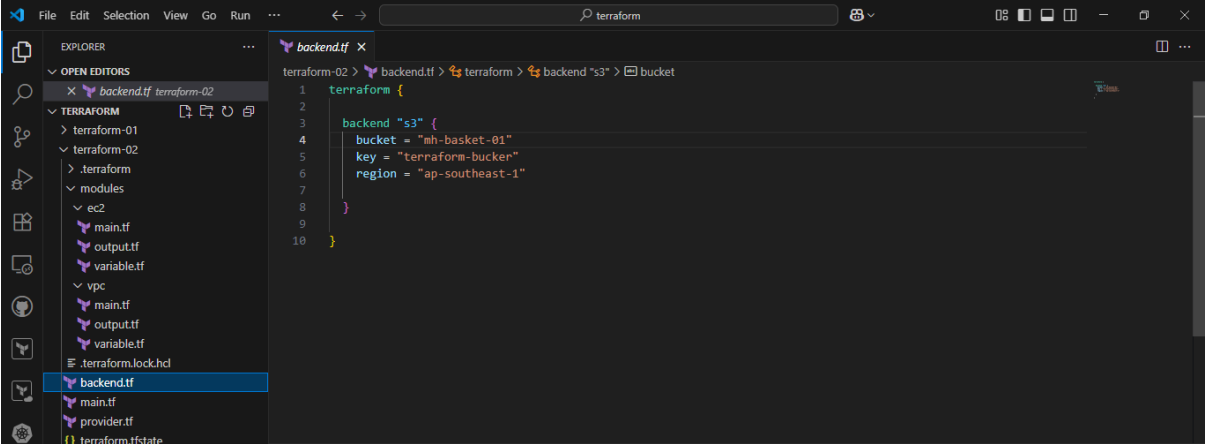 File Edit Selection View Go Run ··· terraform
EXPLORER ···
OPEN EDITORS
backend.tf terraform-02
TERRAFORM
terraform-01
terraform-02
.terraform
modules
ec2
main.tf
output.tf
variable.tf
vpc
main.tf
output.tf
variable.tf
.terraform.lock.hcl
backend.tf
main.tf
provider.tf
terraform.tfstate
backend.tf
terraform-02 > backend.tf > terraform > backend "s3" > bucket
1 terraform {
2
3 backend "s3" {
4 bucket = "mh-basket-01"
5 key = "terraform-bucker"
6 region = "ap-southeast-1"
7
8 }
9
10 }